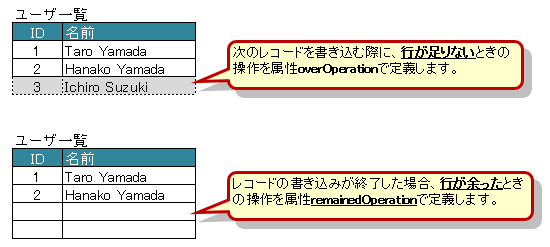 ユーザ一覧
ID 名前
1 Taro Yamada
2 Hanako Yamada
3 Ichiro Suzuki
次のレコードを書き込む際に、行が足りないときの
操作を属性overOperationで定義します。
ユーザ一覧
ID 名前
1 Taro Yamada
2 Hanako Yamada
レコードの書き込みが終了した場合、行が余ったとき
の操作を属性remainedOperationで定義します。